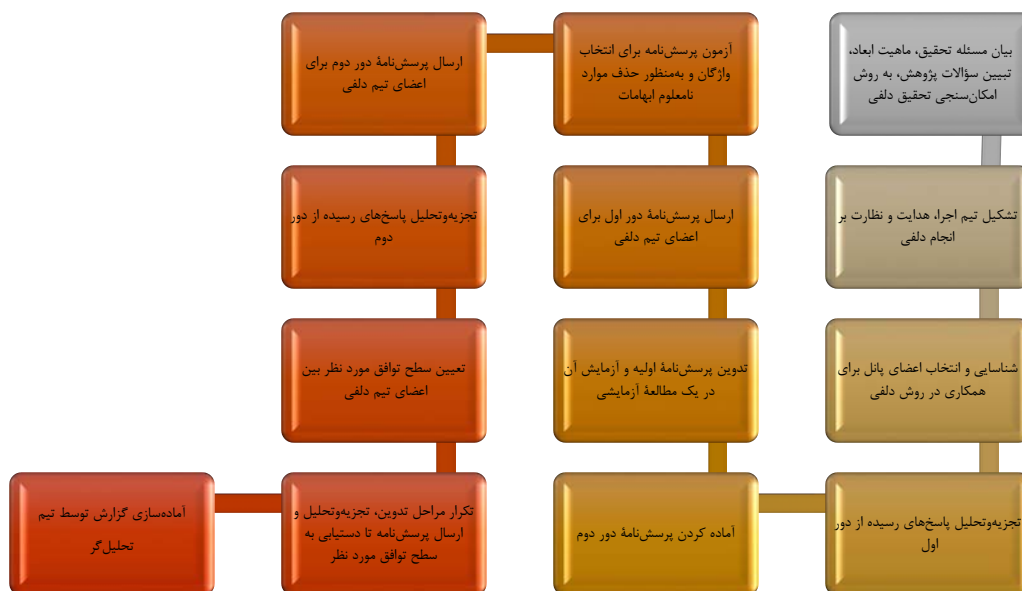 بیان مسئله تحقیق، ماهیت ابعاد،
تبیین سؤالات پژوهش، به روش
امکان‌سنجی تحقیق دلفی
تشکیل تیم اجرا، هدایت و نظارت بر
انجام دلفی
شناسایی و انتخاب اعضای پانل برای
همکاری در روش دلفی
تجزیه‌وتحلیل پاسخ‌های رسیده از دور
اول
آماده کردن پرسش‌نامۀ دور دوم
تدوین پرسش‌نامۀ اولیه و آزمایش آن
در یک مطالعۀ آزمایشی
ارسال پرسش‌نامۀ دور اول برای
اعضای تیم دلفی
آزمون پرسش‌نامه برای انتخاب
واژگان و به‌منظور حذف موارد
نامعلوم ابهامات
ارسال پرسش‌نامۀ دور دوم برای
اعضای تیم دلفی
تجزیه‌وتحلیل پاسخ‌های رسیده از دور
دوم
تعیین سطح توافق مورد نظر بین
اعضای تیم دلفی
تکرار مراحل تدوین، تجزیه‌وتحلیل و
ارسال پرسش‌نامه تا دستیابی به
سطح توافق مورد نظر
آماده‌سازی گزارش توسط تیم
تحلیل‌گر